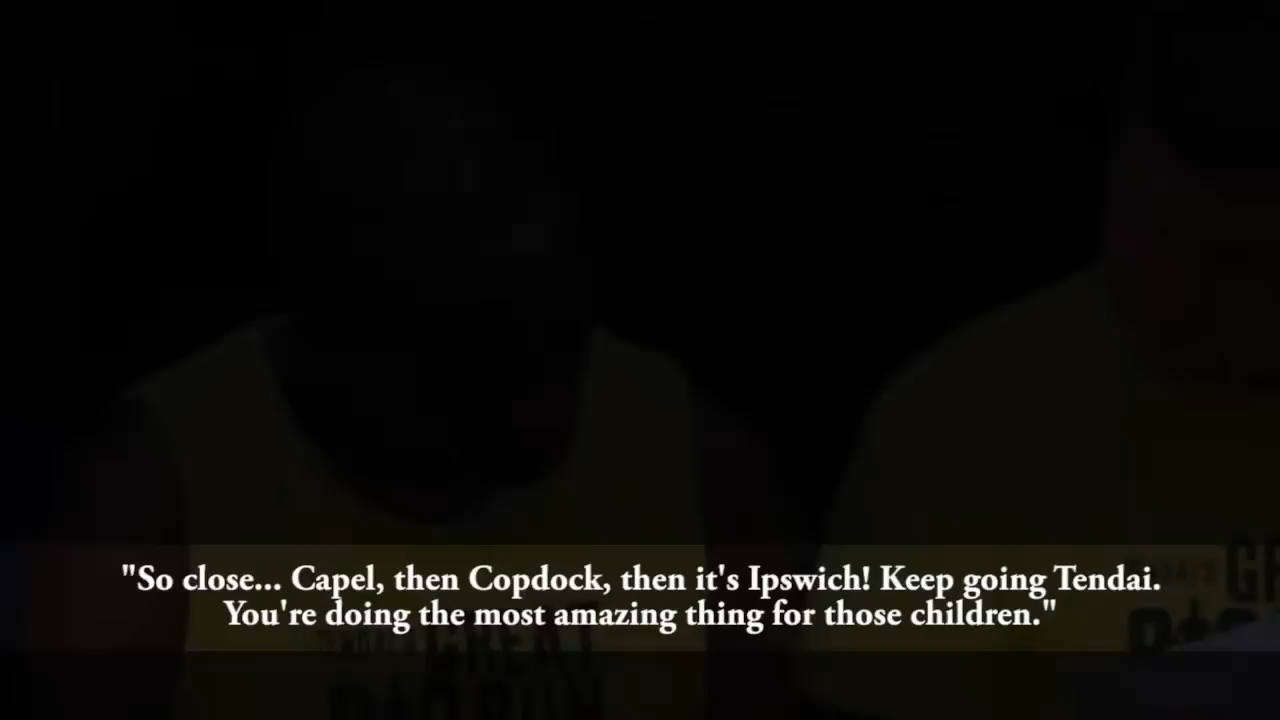 "So close... Capel, then Copdock, then it's Ipswich! Keep going Tendai.
You're doing the most amazing thing for those children."
GREAT